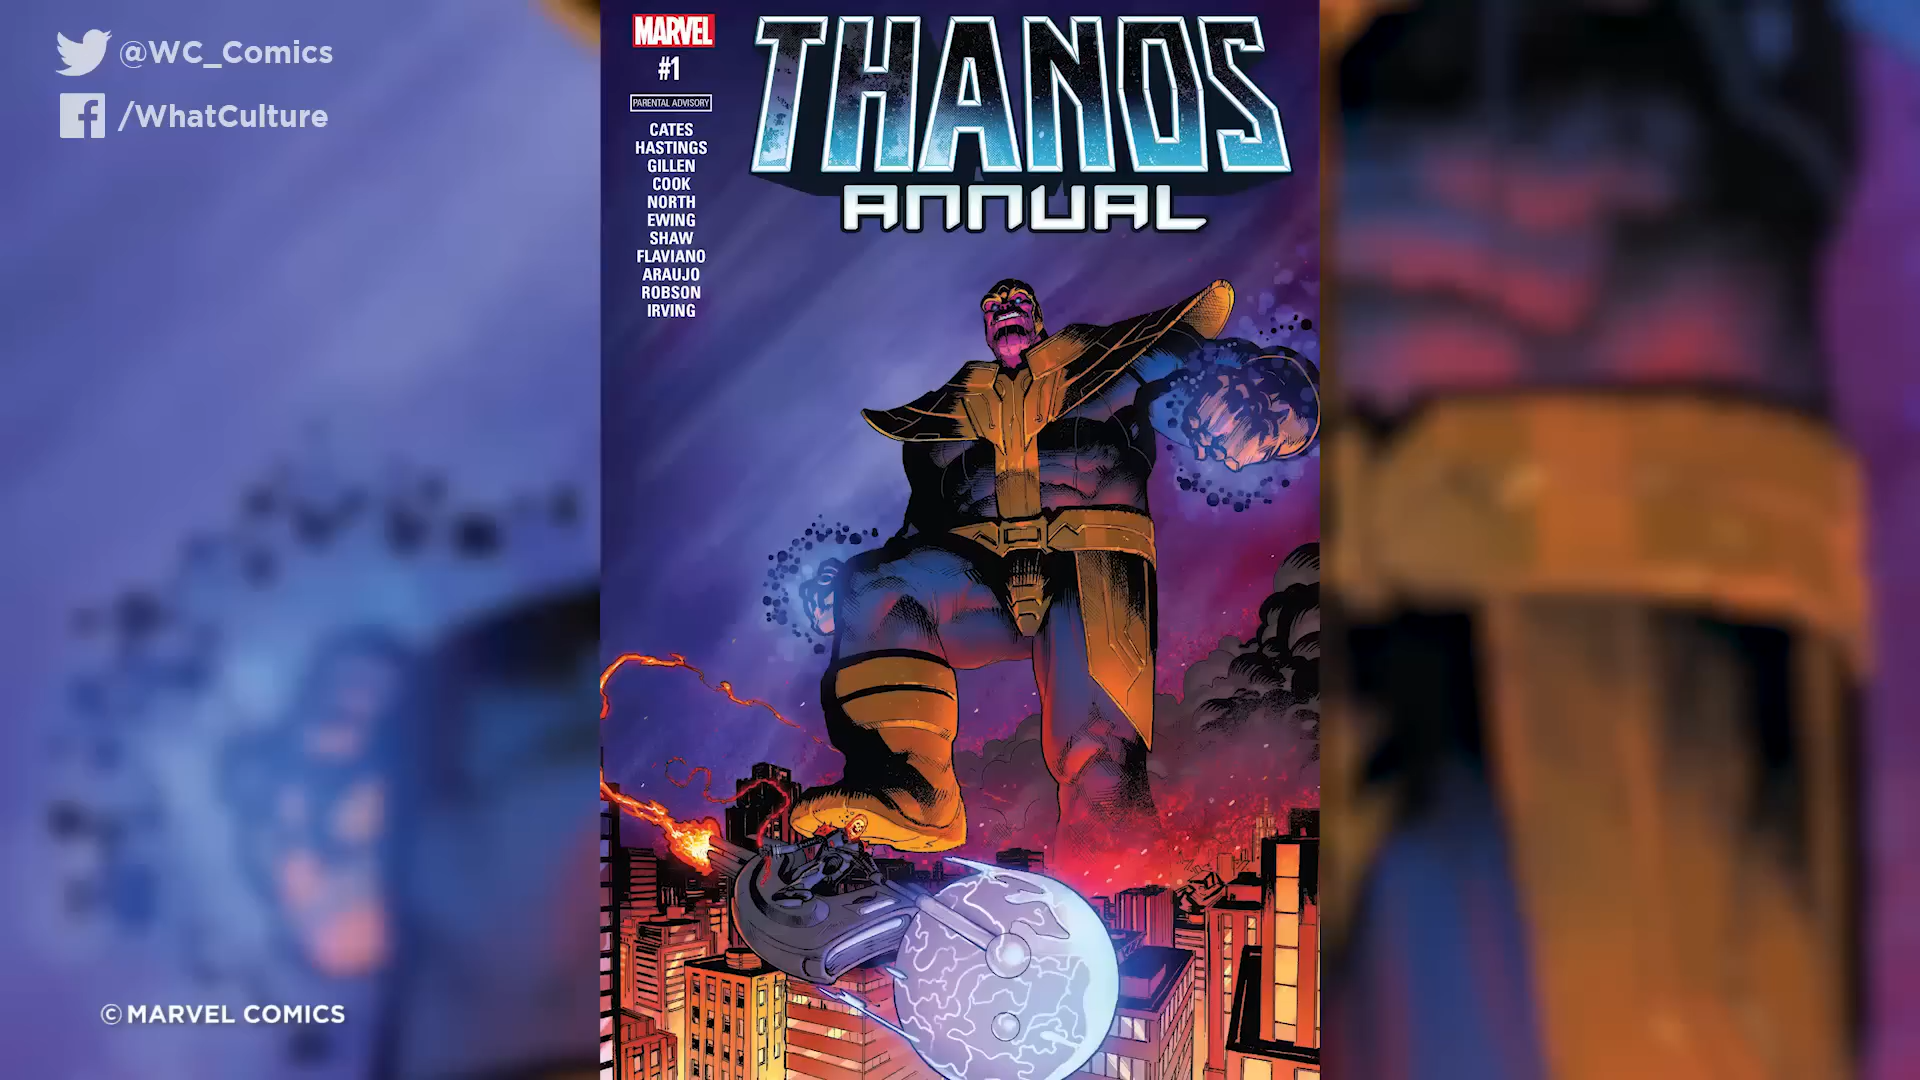 @WC_Comics
/WhatCulture
MARVEL
#1
PARENTAL ADVISORY
CATES
HASTINGS
GILLEN
COOK
NORTH
EWING
SHAW
FLAVIANO
ARAUJO
ROBSON
IRVING
THANOS
ANNUAL
© MARVEL COMICS